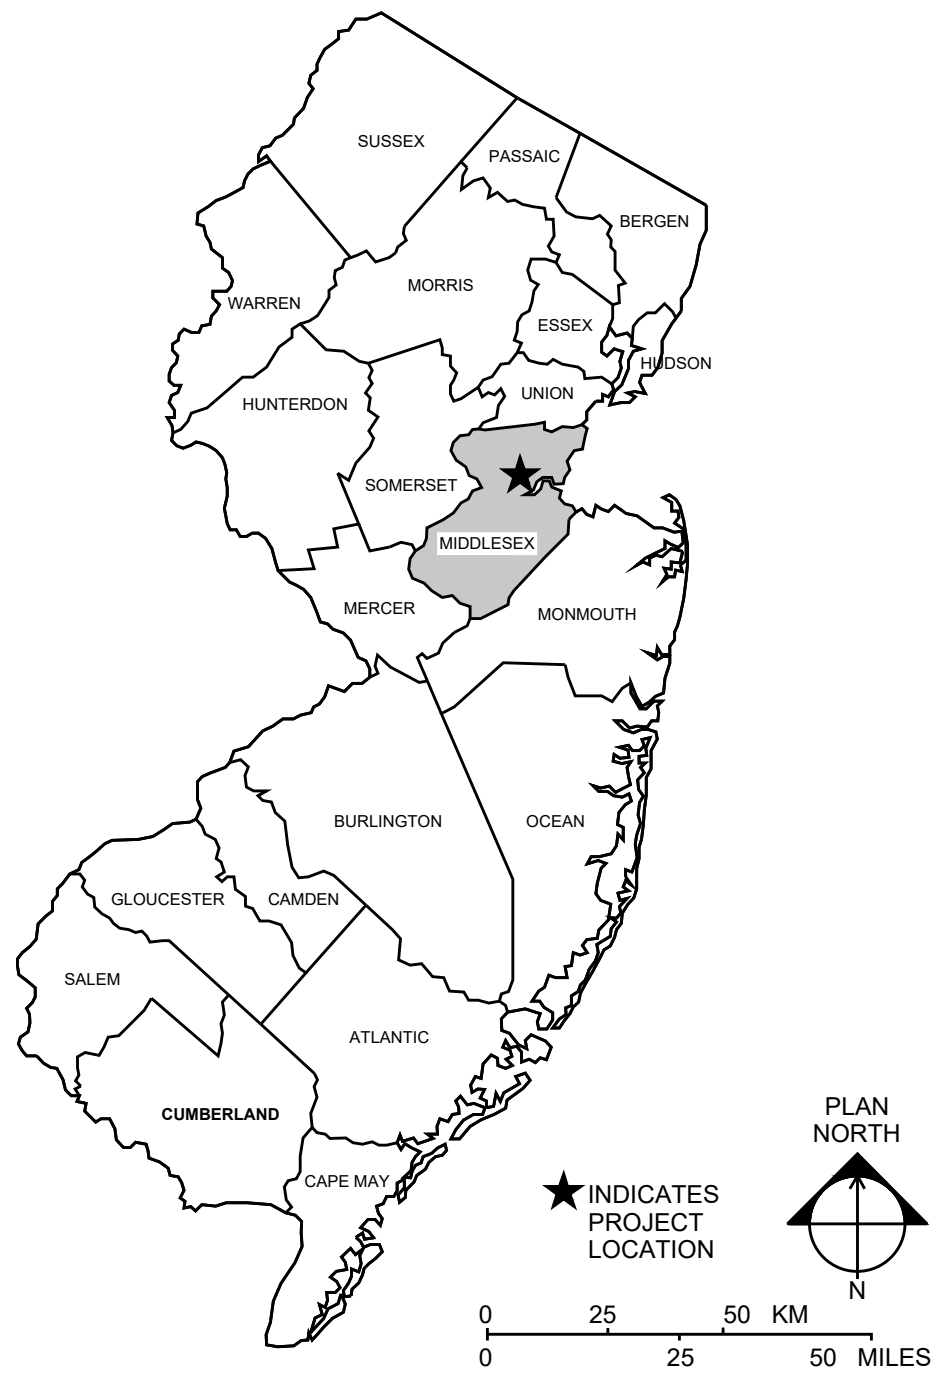 SUSSEX
PASSAIC
BERGEN
MORRIS
WARREN
ESSEX
HUDSON
UNION
HUNTERDON
SOMERSET
MIDDLESEX
MERCER
MONMOUTH
BURLINGTON
OCEAN
GLOUCESTER
CAMDEN
SALEM
ATLANTIC
CUMBERLAND
CAPE MAY
PLAN
NORTH
N
INDICATES
PROJECT
LOCATION
0 25 50 KM
0 25 50 MILES